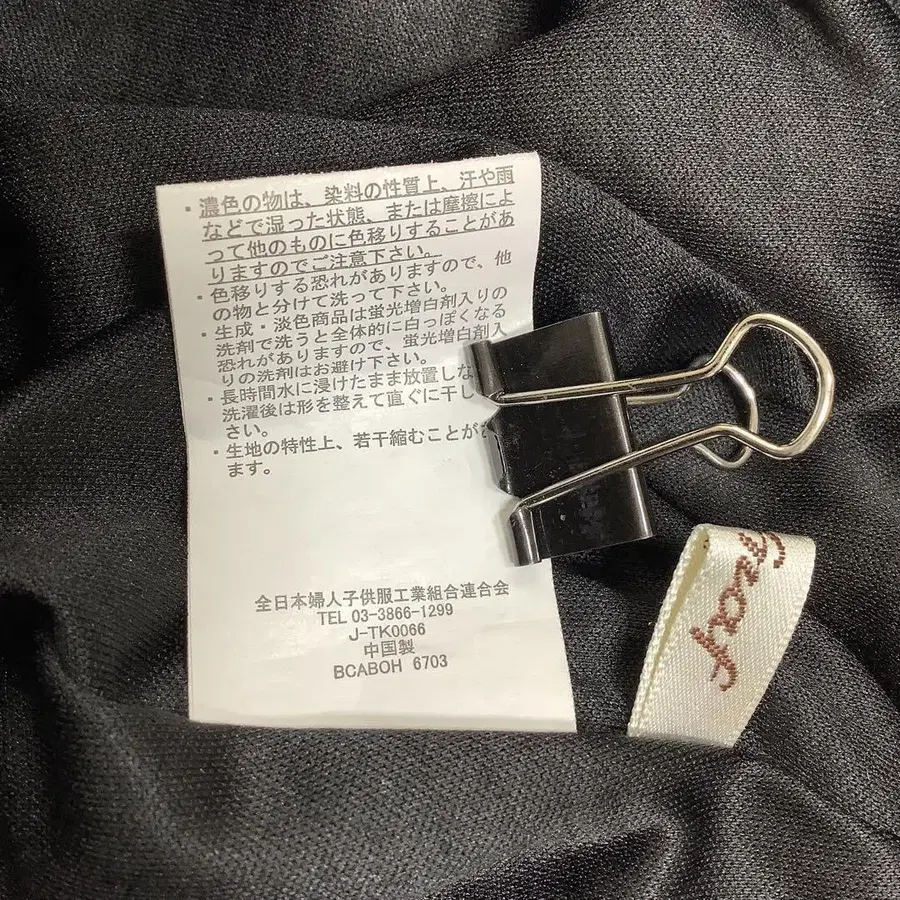 ・濃色の物は、染料の性質上、汗や雨
などで湿った状態、または摩擦によ
って他のものに色移りすることがあ
りますのでご注意下さい。
・色移りする恐れがありますので、他
の物と分けて洗って下さい。
・生成・淡色商品は蛍光増白剤入りの
洗剤で洗うと全体的に白っぽくなる
恐れがありますので、蛍光増白剤入
りの洗剤はお避け下さい。
・長時間水に浸けたまま放置しな
洗濯後は形を整えて直ぐに干し
さい。
・生地の特性上、若干縮むことが
ます。
全日本婦人子供服工業組合連合会
TEL 03-3866-1299
J-TK0066
中国製
BCABOH 6703